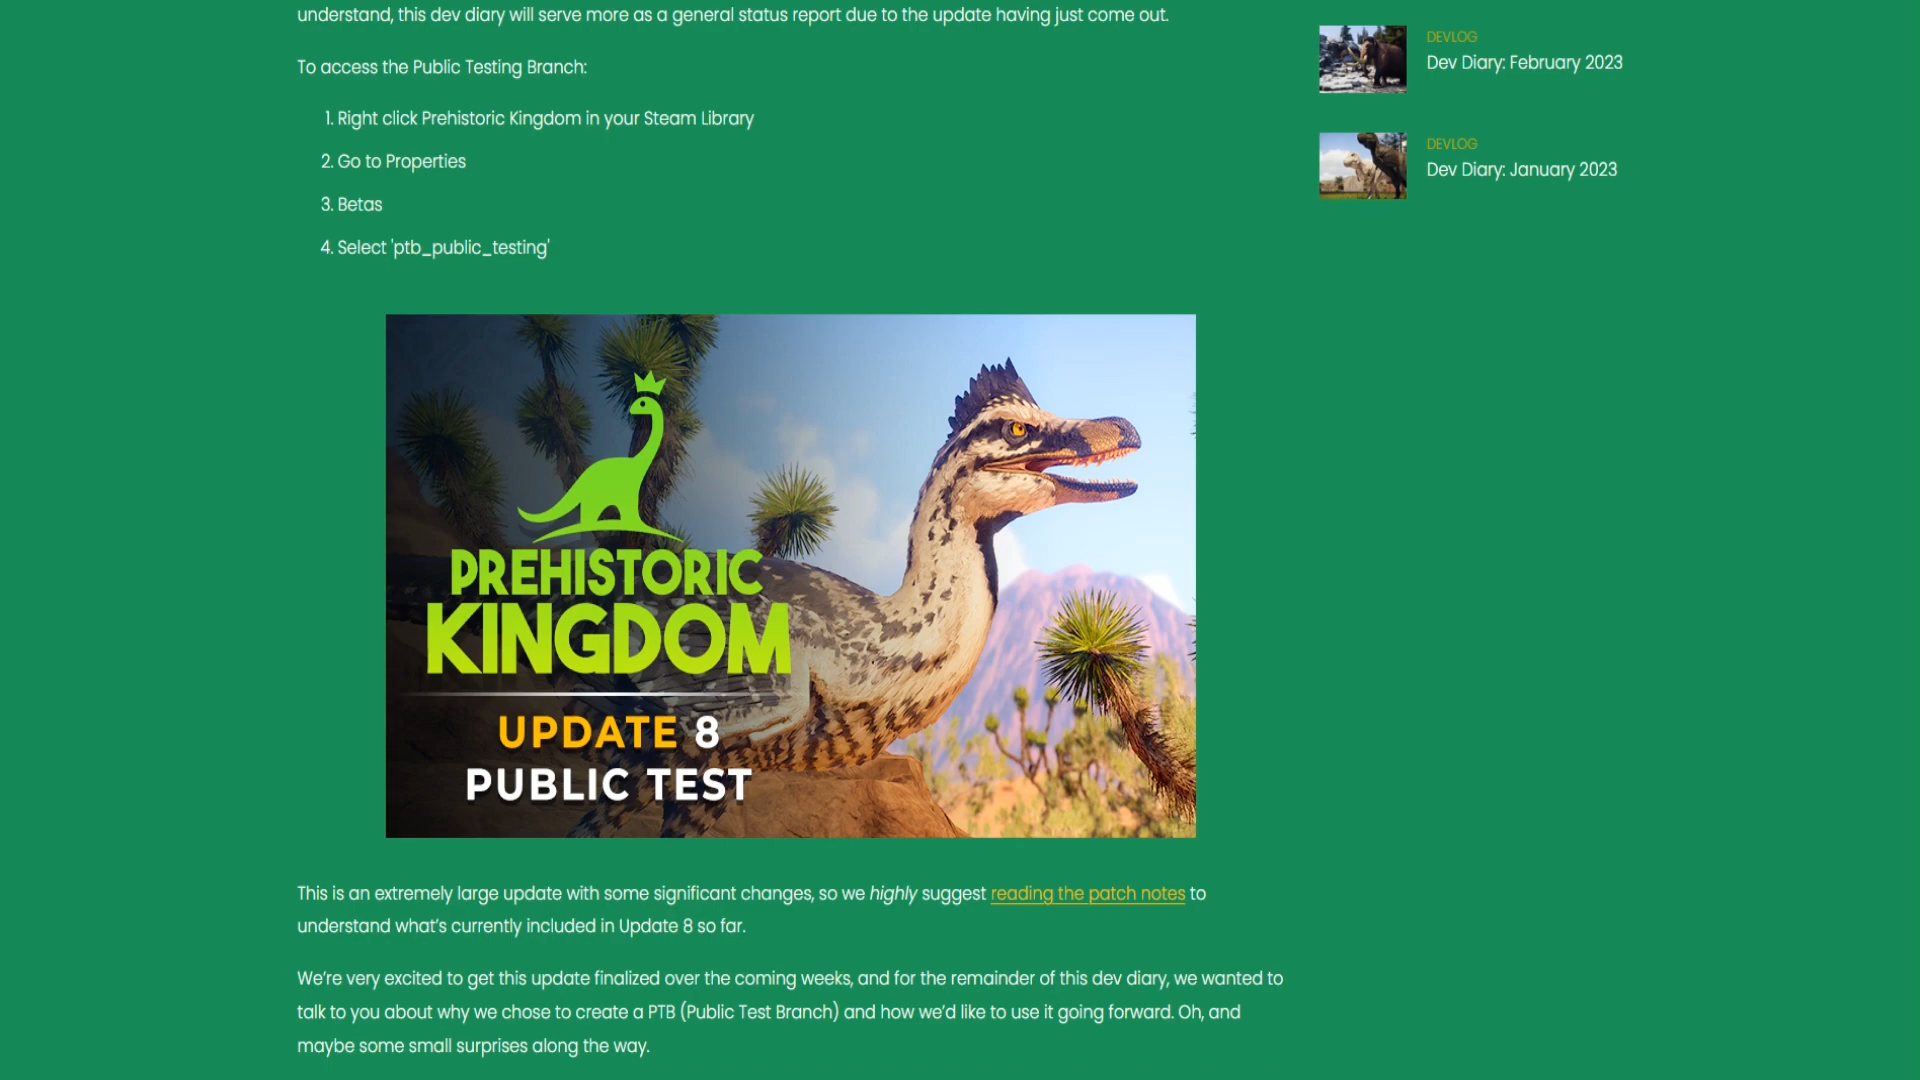 understand, this dev diary will serve more as a general status report due to the update having just come out.
To access the Public Testing Branch:
1. Right click Prehistoric Kingdom in your Steam Library
2. Go to Properties
3. Betas
4. Select 'ptb_public_testing'
PREHISTORIC
KINGDOM
UPDATE 8
PUBLIC TEST
This is an extremely large update with some significant changes, so we highly suggest reading the patch notes to
understand what's currently included in Update 8 so far.
We're very excited to get this update finalized over the coming weeks, and for the remainder of this dev diary, we wanted to
talk to you about why we chose to create a PTB (Public Test Branch) and how we'd like to use it going forward. Oh, and
maybe some small surprises along the way.
DEVLOG
Dev Diary: February 2023
DEVLOG
Dev Diary: January 2023